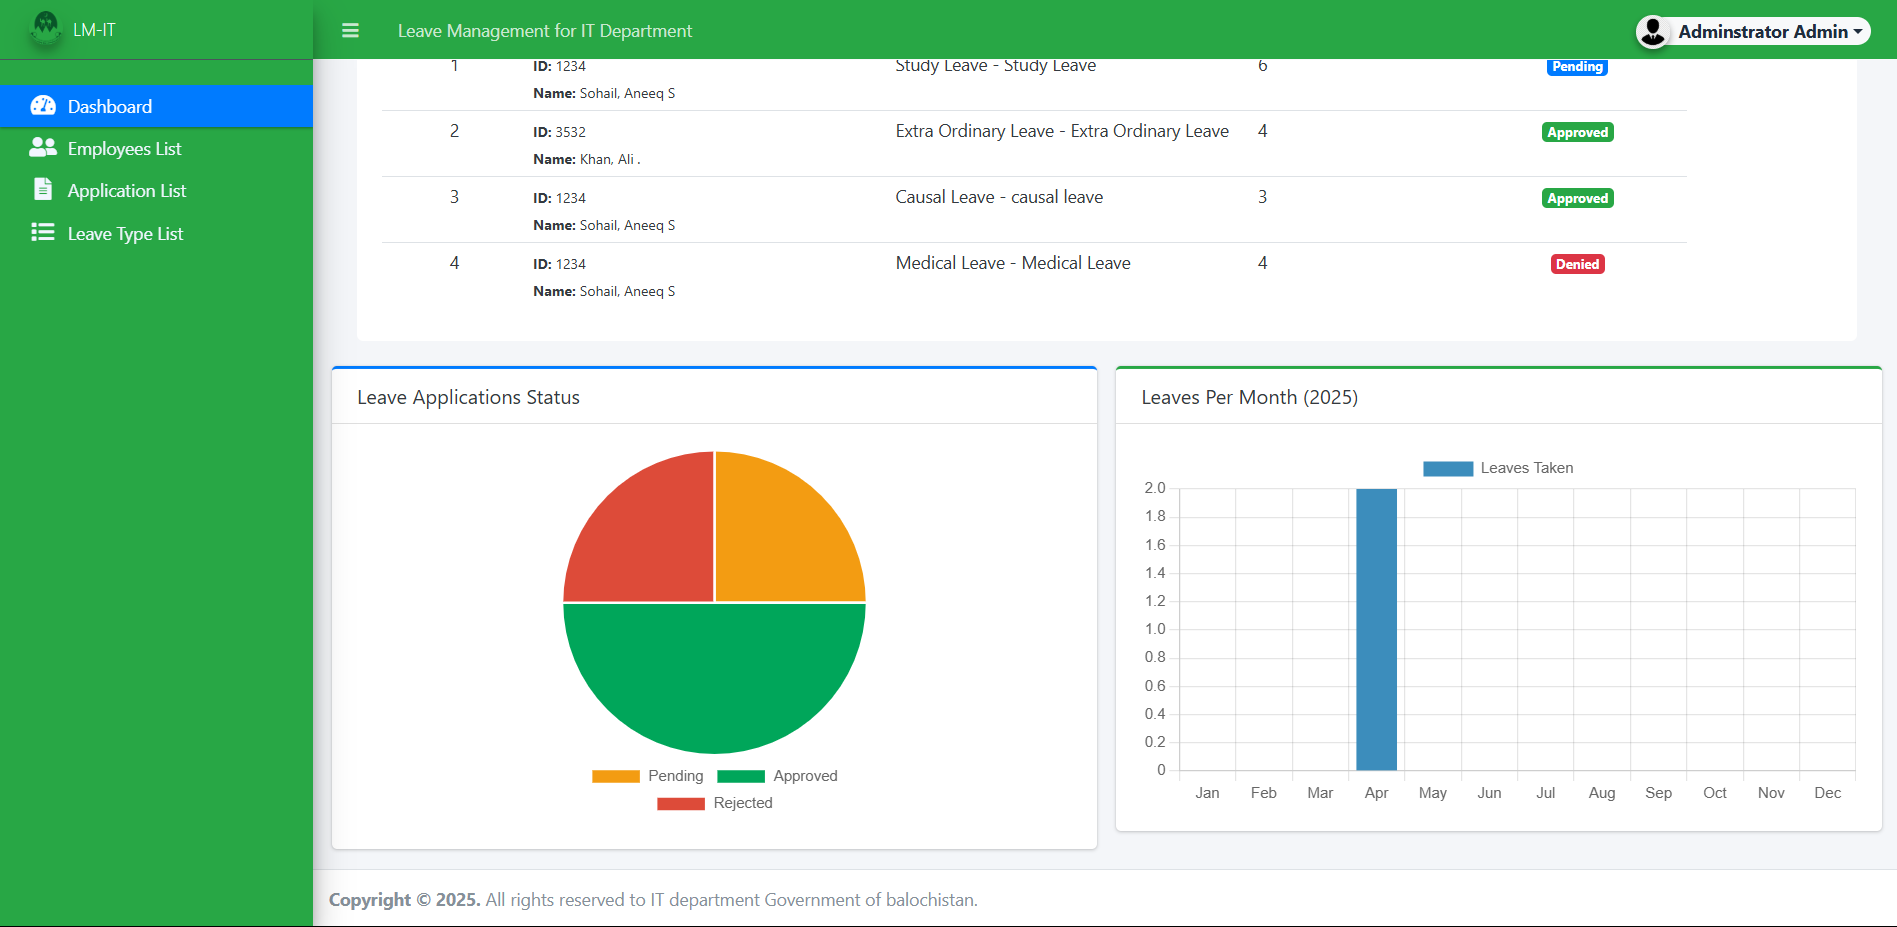 LM-IT
Leave Management for IT Department
Adminstrator Admin
Dashboard
Employees List
Application List
Leave Type List
1 ID: 1234 Study Leave - Study Leave 6 Pending
Name: Sohail, Aneeq S
2 ID: 3532 Extra Ordinary Leave - Extra Ordinary Leave 4 Approved
Name: Khan, Ali .
3 ID: 1234 Causal Leave - causal leave 3 Approved
Name: Sohail, Aneeq S
4 ID: 1234 Medical Leave - Medical Leave 4 Denied
Name: Sohail, Aneeq S
Leave Applications Status
Pending Approved
Rejected
Leaves Per Month (2025)
Leaves Taken
2.0
1.8
1.6
1.4
1.2
1.0
0.8
0.6
0.4
0.2
0
Jan Feb Mar Apr May Jun Jul Aug Sep Oct Nov Dec
Copyright © 2025. All rights reserved to IT department Government of balochistan.